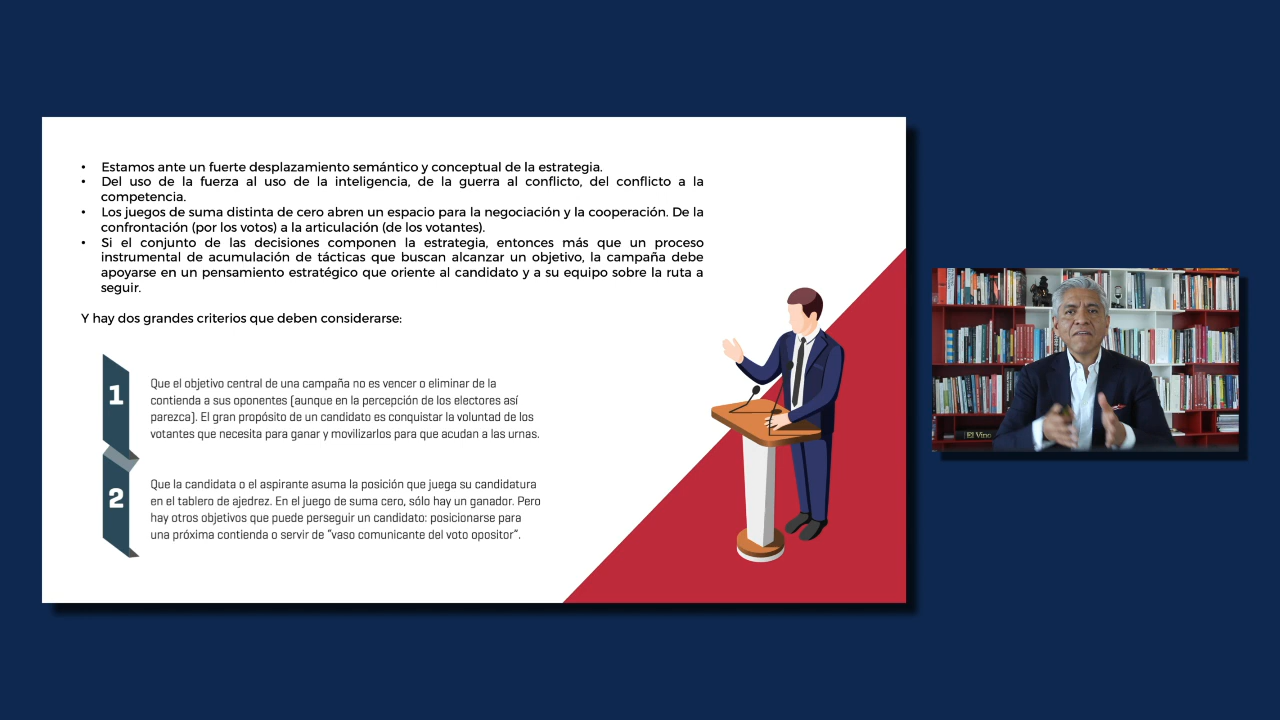 • Estamos ante un fuerte desplazamiento semántico y conceptual de la estrategia.
• Del uso de la fuerza al uso de la inteligencia, de la guerra al conflicto, del conflicto a la
competencia.
• Los juegos de suma distinta de cero abren un espacio para la negociación y la cooperación. De la
confrontación (por los votos) a la articulación (de los votantes).
• Si el conjunto de las decisiones componen la estrategia, entonces más que un proceso
instrumental de acumulación de tácticas que buscan alcanzar un objetivo, la campaña debe
apoyarse en un pensamiento estratégico que oriente al candidato y a su equipo sobre la ruta a
seguir.
Y hay dos grandes criterios que deben considerarse:
1
Que el objetivo central de una campaña no es vencer o eliminar de la
contienda a sus oponentes (aunque en la percepción de los electores así
parezca). El gran propósito de un candidato es conquistar la voluntad de los
votantes que necesita para ganar y movilizarlos para que acudan a las urnas.
2
Que la candidata o el aspirante asuma la posición que juega su candidatura
en el tablero de ajedrez. En el juego de suma cero, sólo hay un ganador. Pero
hay otros objetivos que puede perseguir un candidato: posicionarse para
una próxima contienda o servir de “vaso comunicante del voto opositor”.
El Vino